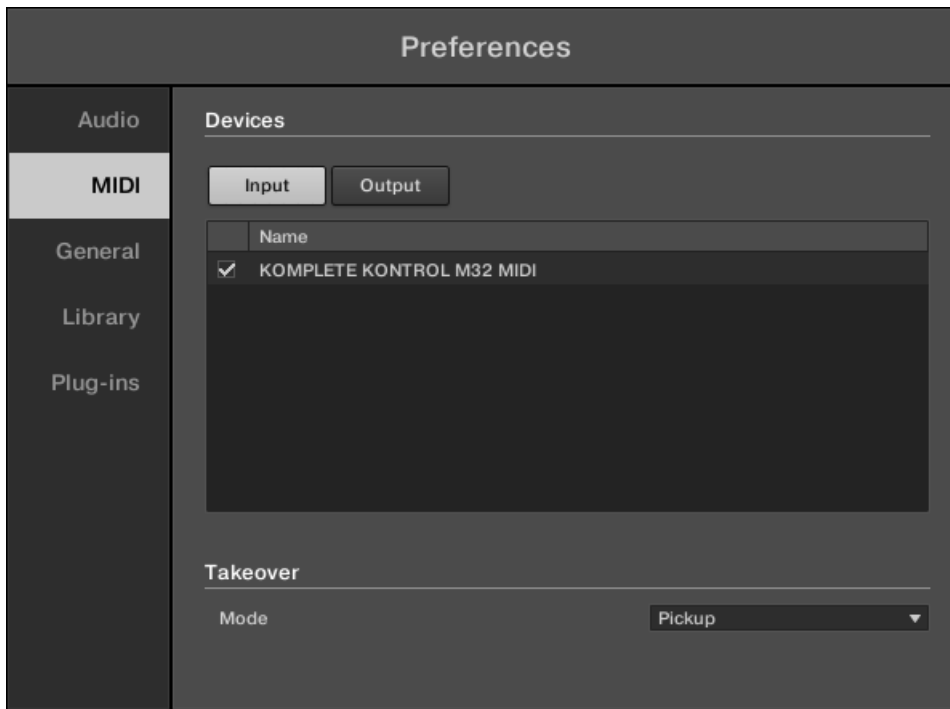 Preferences
Audio
MIDI
General
Library
Plug-ins
Devices
Input Output
Name
KOMPLETE KONTROL M32 MIDI
Takeover
Mode Pickup